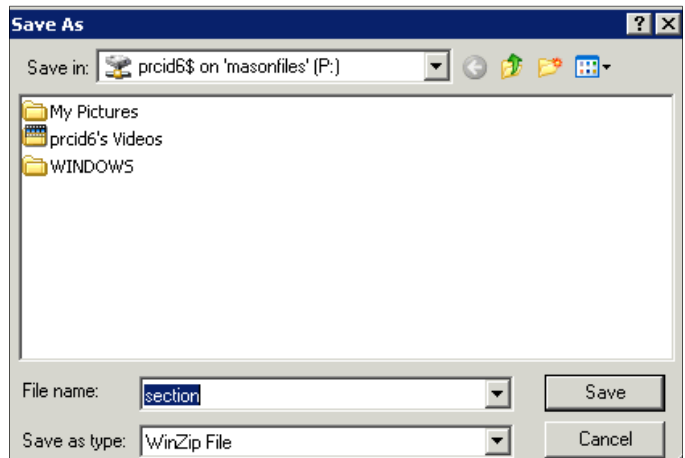 Save As
Save in: prcid6$ on 'masonfiles' (P:)
My Pictures
prcid6's Videos
WINDOWS
File name: section Save
Save as type: WinZip File Cancel